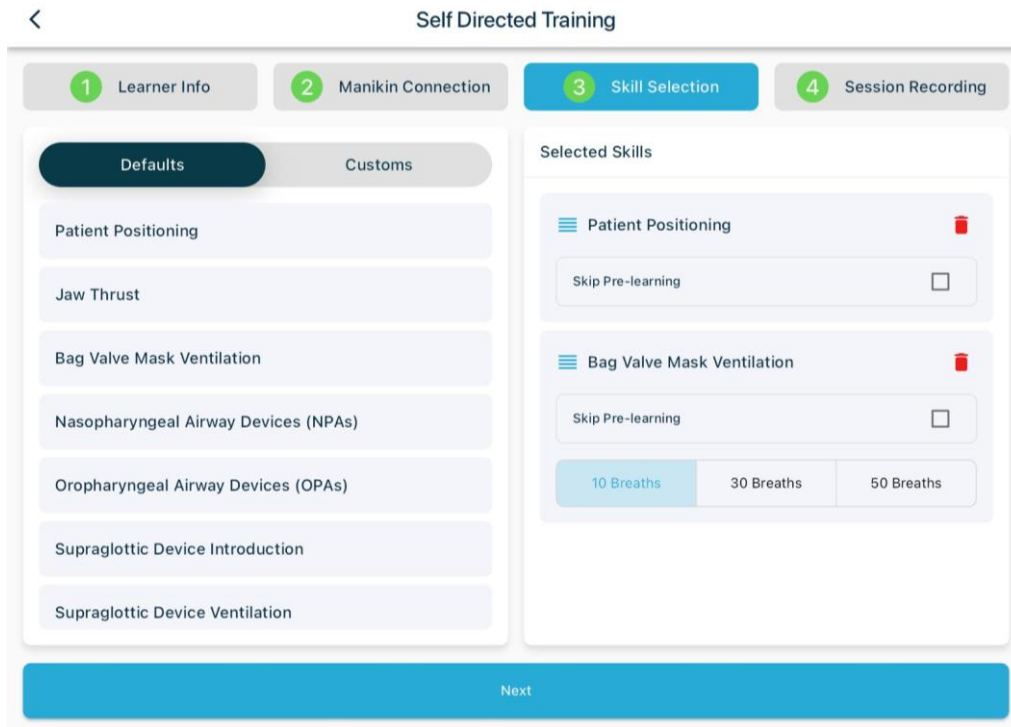 Self Directed Training
1 Learner Info
2 Manikin Connection
3 Skill Selection
4 Session Recording
Defaults
Customs
Patient Positioning
Jaw Thrust
Bag Valve Mask Ventilation
Nasopharyngeal Airway Devices (NPAs)
Oropharyngeal Airway Devices (OPAs)
Supraglottic Device Introduction
Supraglottic Device Ventilation
Selected Skills
Patient Positioning
Skip Pre-learning
Bag Valve Mask Ventilation
Skip Pre-learning
10 Breaths
30 Breaths
50 Breaths
Next